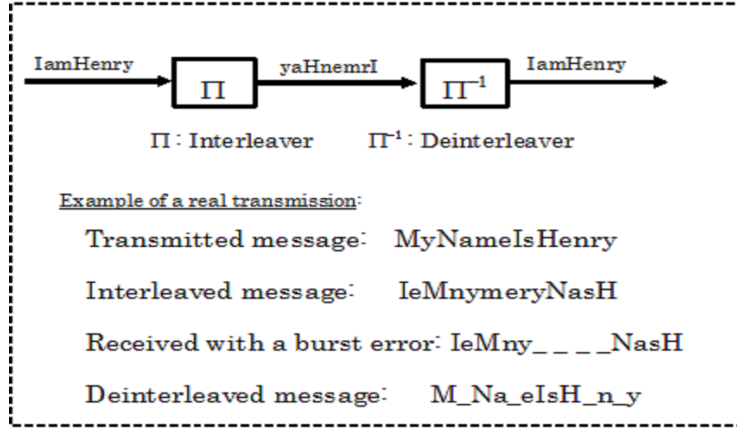 IamHenry yaHnemrI IamHenry
Π Π⁻¹
Π : Interleaver Π⁻¹ : Deinterleaver
Example of a real transmission:
Transmitted message: MyNameIsHenry
Interleaved message: IeMnymeryNasH
Received with a burst error: IeMny_ _ _ _NasH
Deinterleaved message: M_Na_eIsH_n_y